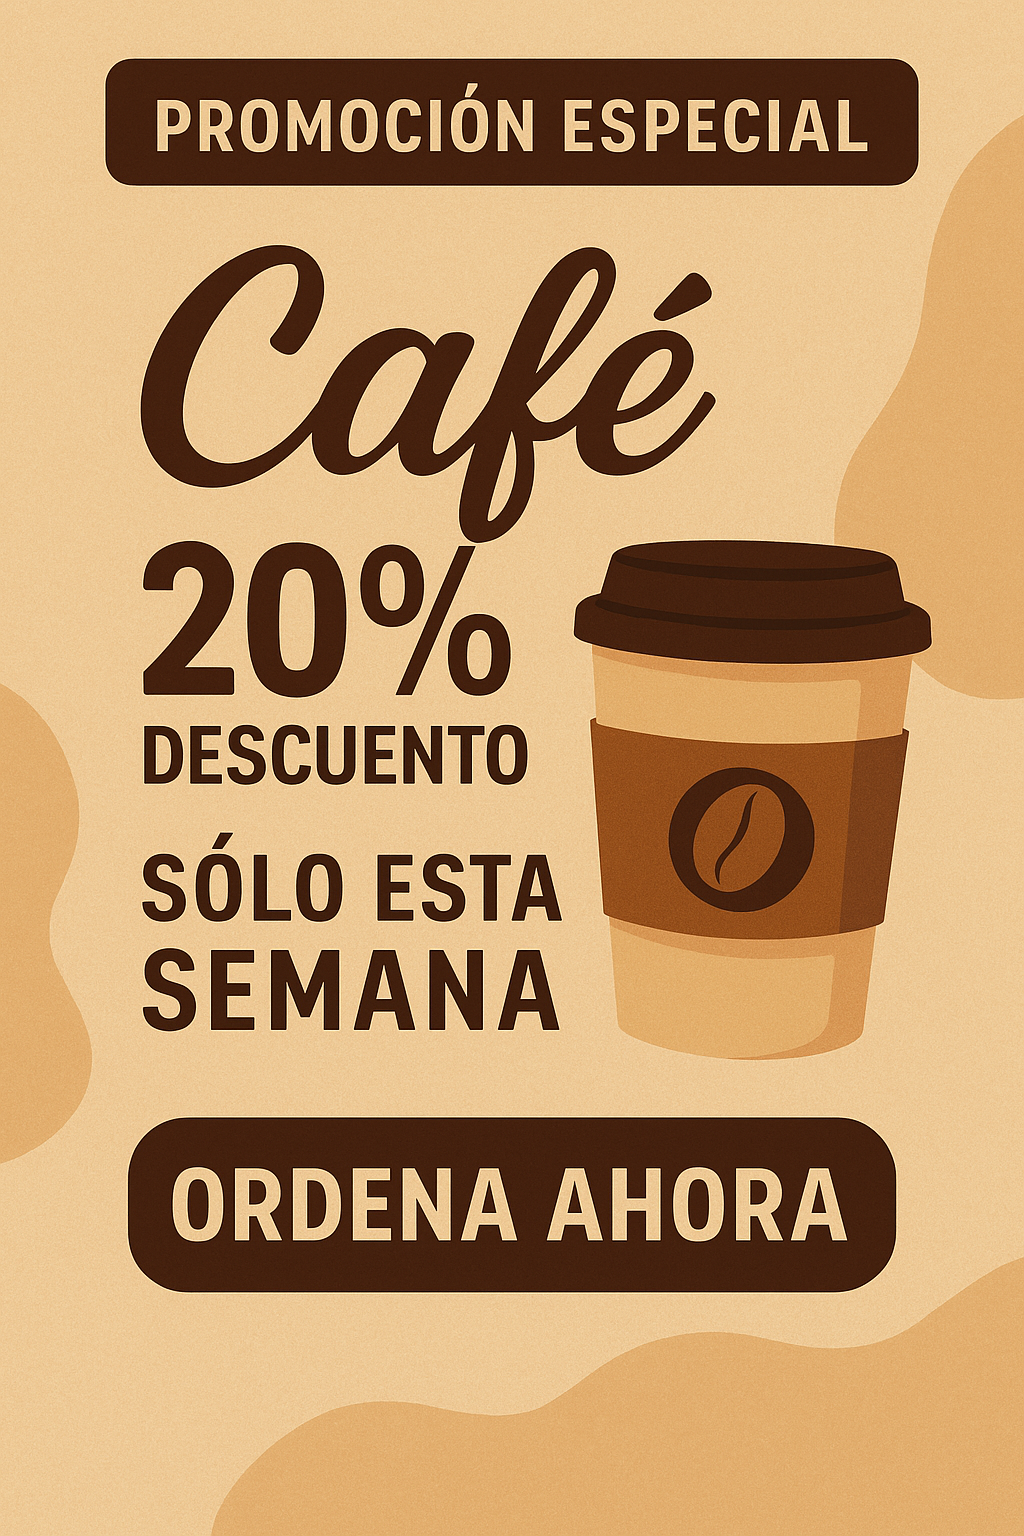 PROMOCIÓN ESPECIAL
Café
20%
DESCUENTO
SÓLO ESTA
SEMANA
ORDENA AHORA